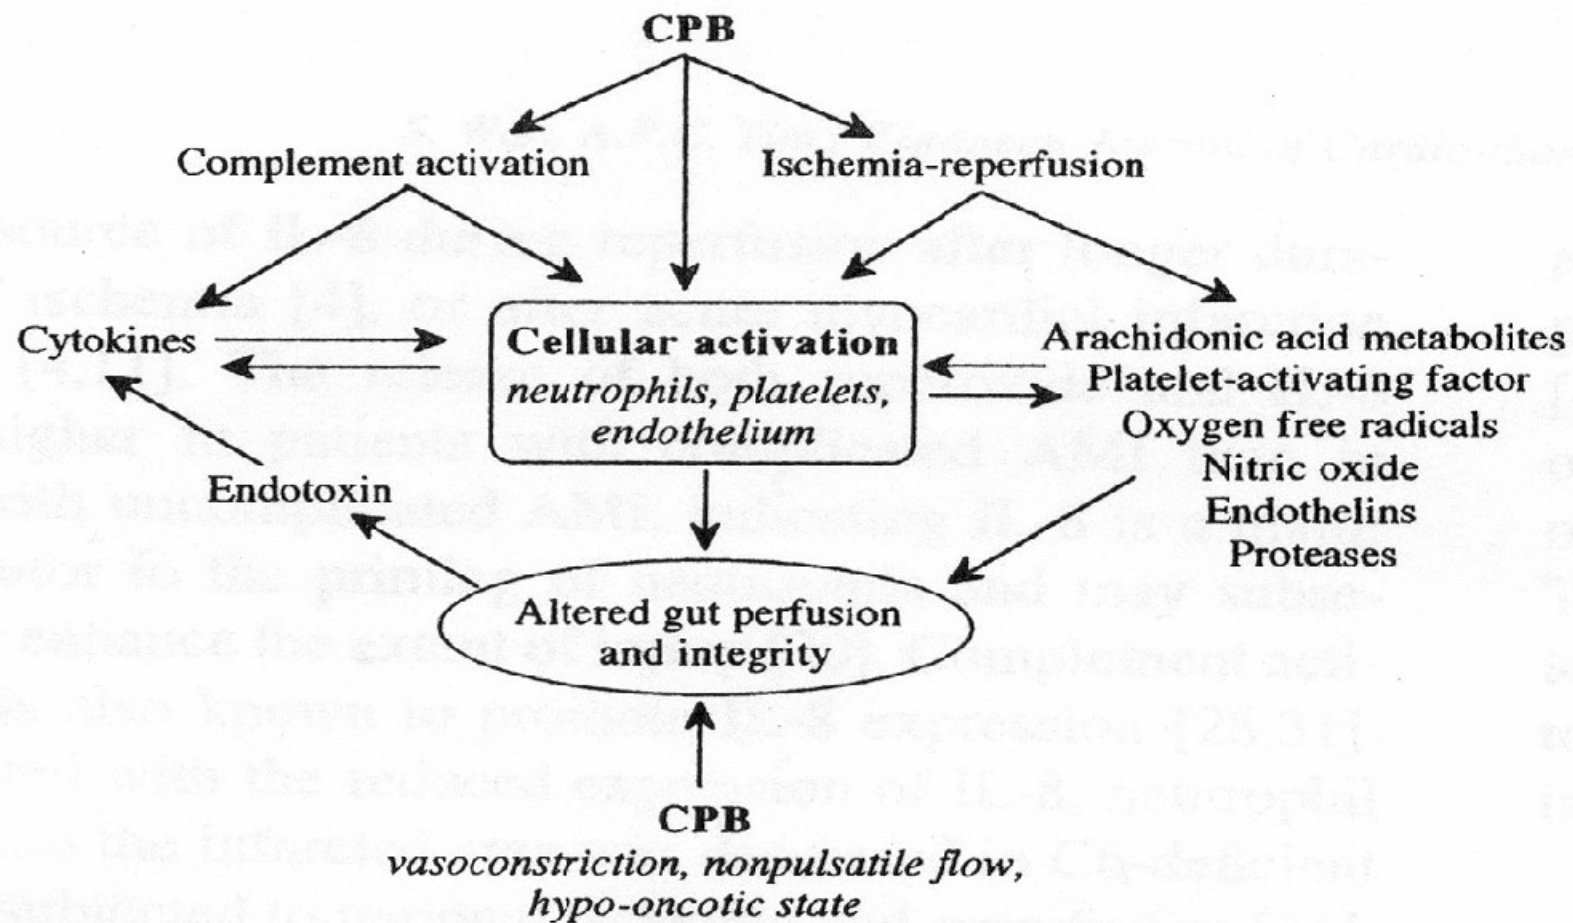 CPB
Complement activation
Ischemia-reperfusion
Cytokines
Cellular activation
neutrophils, platelets,
endothelium
Arachidonic acid metabolites
Platelet-activating factor
Oxygen free radicals
Nitric oxide
Endothelins
Proteases
Endotoxin
Altered gut perfusion
and integrity
CPB
vasoconstriction, nonpulsatile flow,
hypo-oncotic state